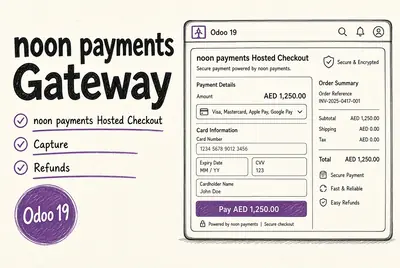 noon payments
Gateway
noon payments Hosted Checkout
Capture
Refunds
Odoo 19
Odoo 19
noon payments Hosted Checkout
Secure payment powered by noon payments.
Secure & Encrypted
Payment Details
Amount AED 1,250.00
Visa, Mastercard, Apple Pay, Google Pay
Card Information
Card Number
1234 5678 9012 3456
Expiry Date
MM / YY
CVV
123
Cardholder Name
John Doe
Pay AED 1,250.00
Powered by noon payments | Secure checkout
Order Summary
Order Reference
INV-2025-0417-001
Subtotal AED 1,250.00
Shipping AED 0.00
Tax AED 0.00
Total AED 1,250.00
Secure Payment
Fast & Reliable
Easy Refunds